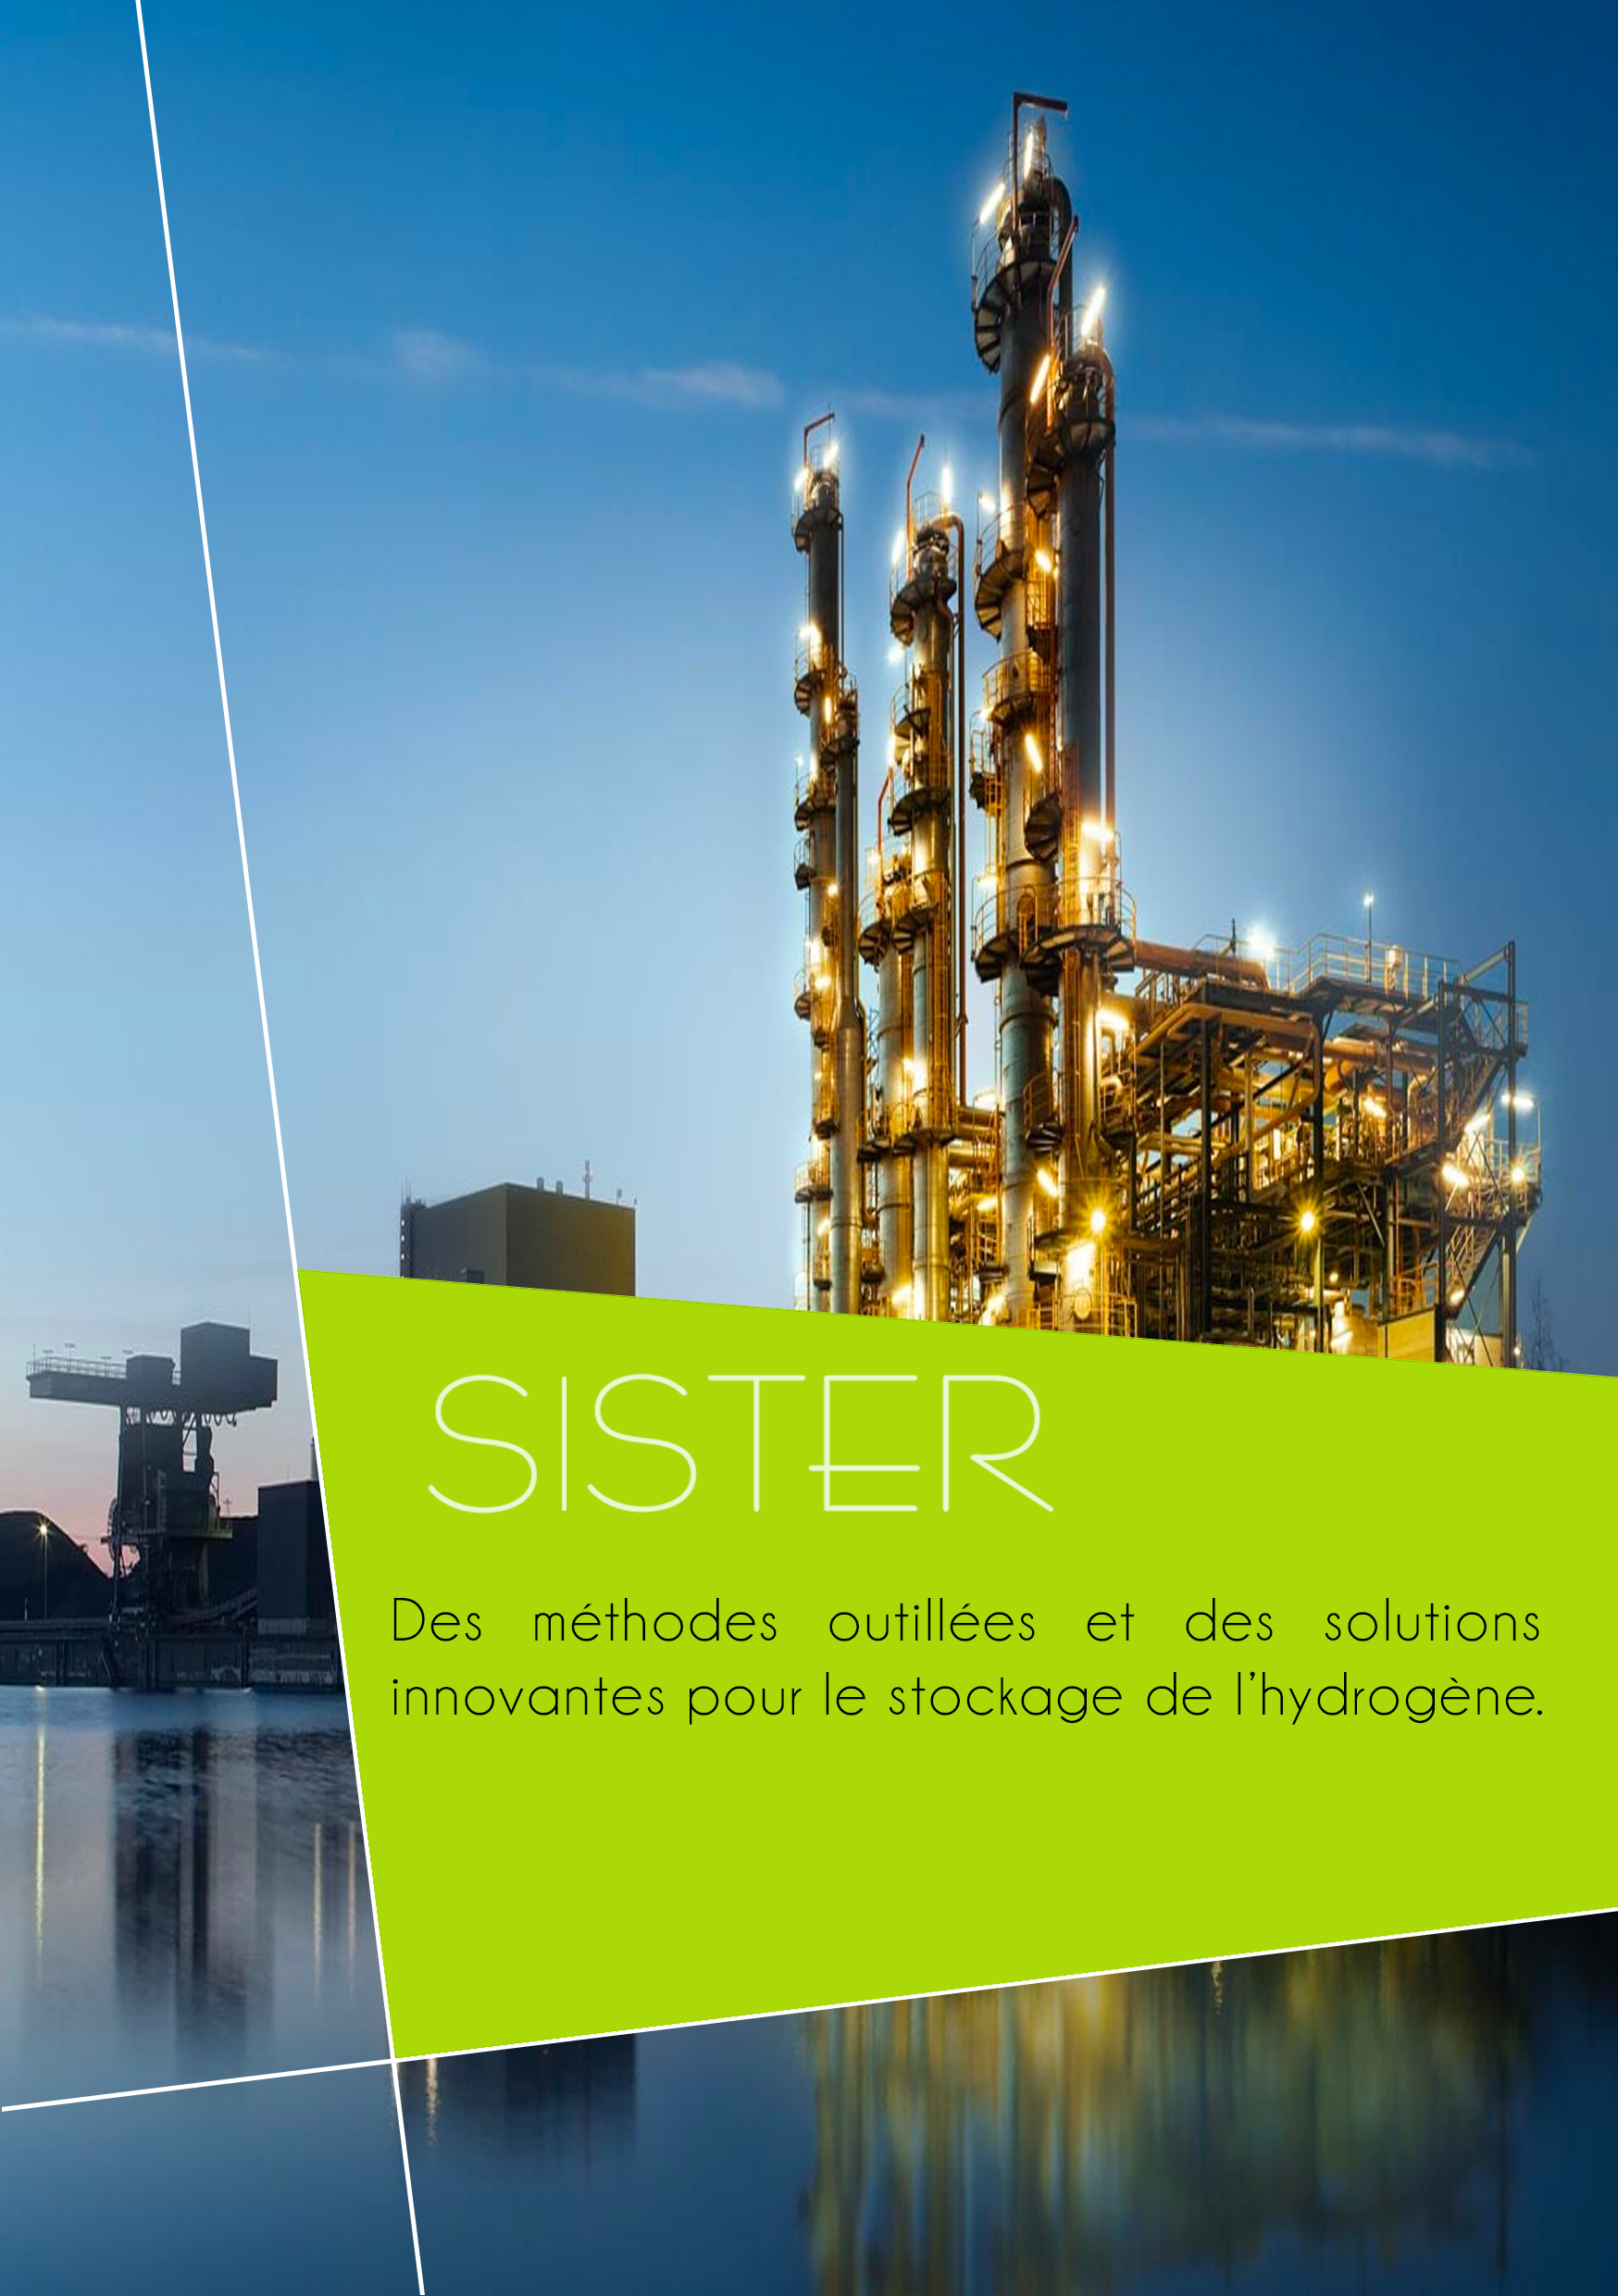 SISTER
Des méthodes outillées et des solutions
innovantes pour le stockage de l’hydrogène.